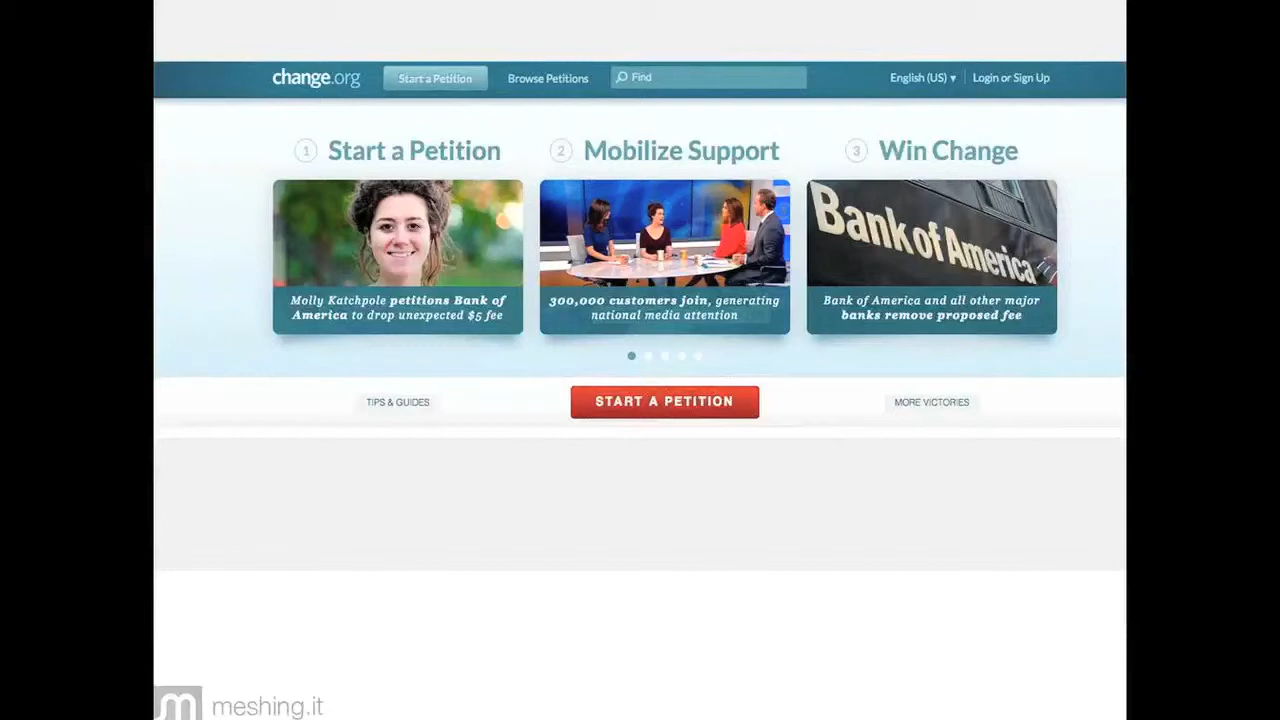 change.org
Start a Petition
Browse Petitions
Find
English (US) ▾
Login or Sign Up
1 Start a Petition
2 Mobilize Support
3 Win Change
Bank of America
Molly Katchpole petitions Bank of
America to drop unexpected $5 fee
300,000 customers join, generating
national media attention
Bank of America and all other major
banks remove proposed fee
TIPS & GUIDES
START A PETITION
MORE VICTORIES
m meshing.it